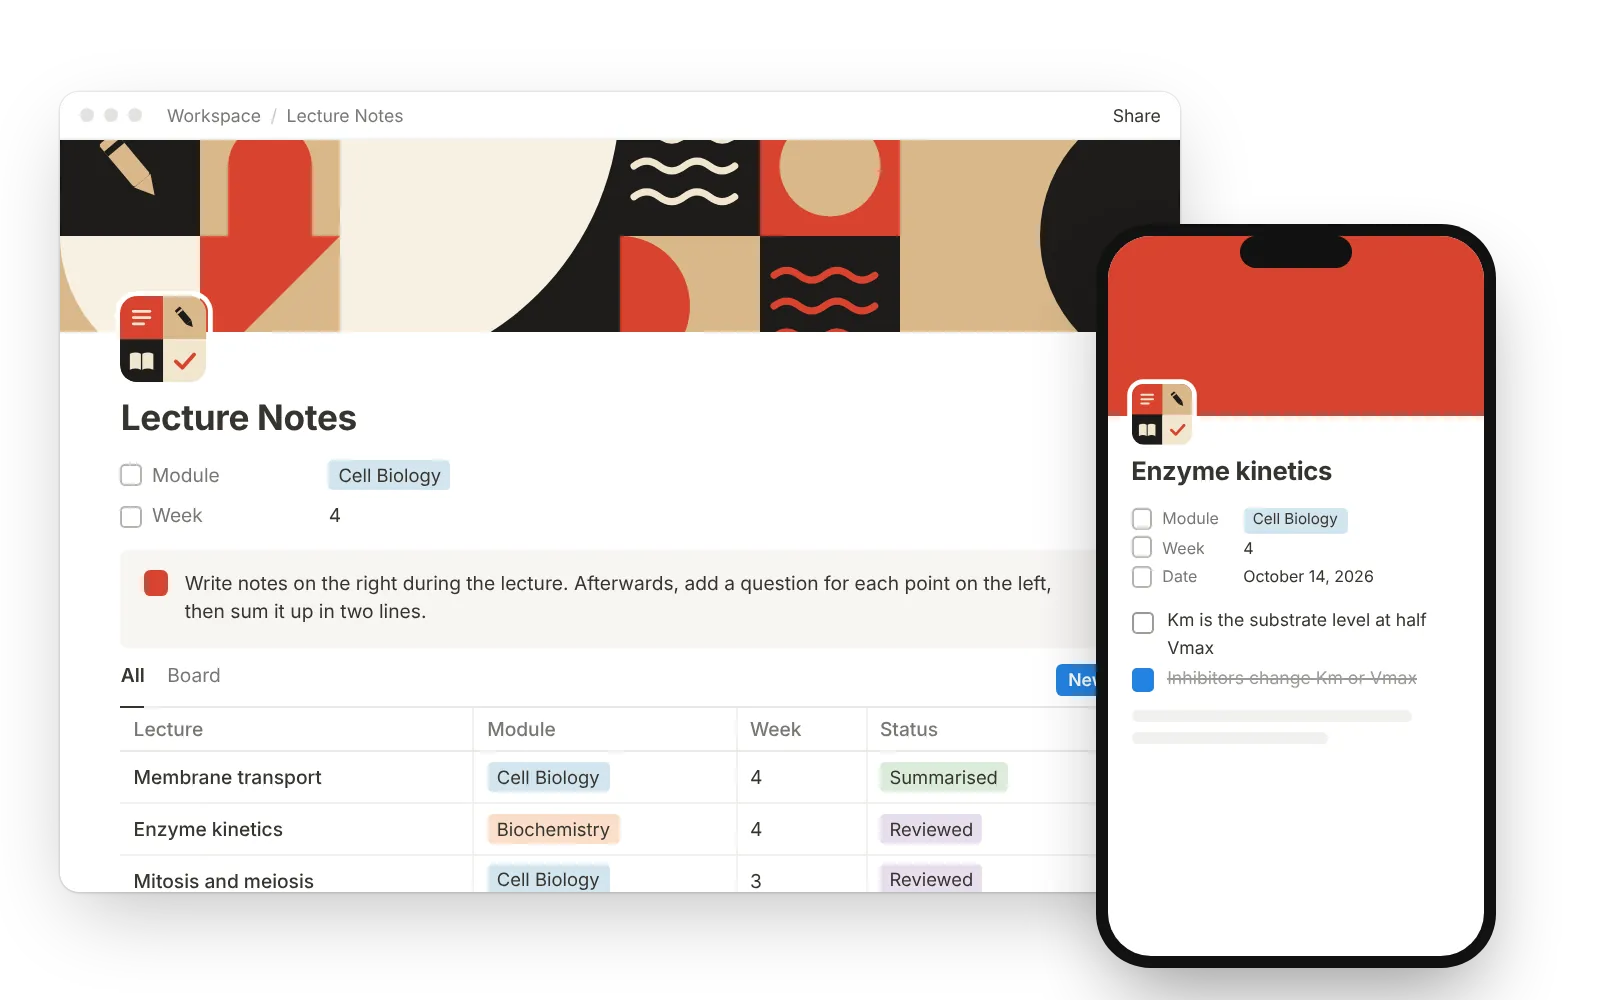 Workspace / Lecture Notes
Share
Lecture Notes
Module Cell Biology
Week 4
Write notes on the right during the lecture. Afterwards, add a question for each point on the left,
then sum it up in two lines.
All Board
Lecture Module Week Status
Membrane transport Cell Biology 4 Summarised
Enzyme kinetics Biochemistry 4 Reviewed
Mitosis and meiosis Cell Biology 3 Reviewed
Enzyme kinetics
Module Cell Biology
Week 4
Date October 14, 2026
Km is the substrate level at half
Vmax
Inhibitors change Km or Vmax